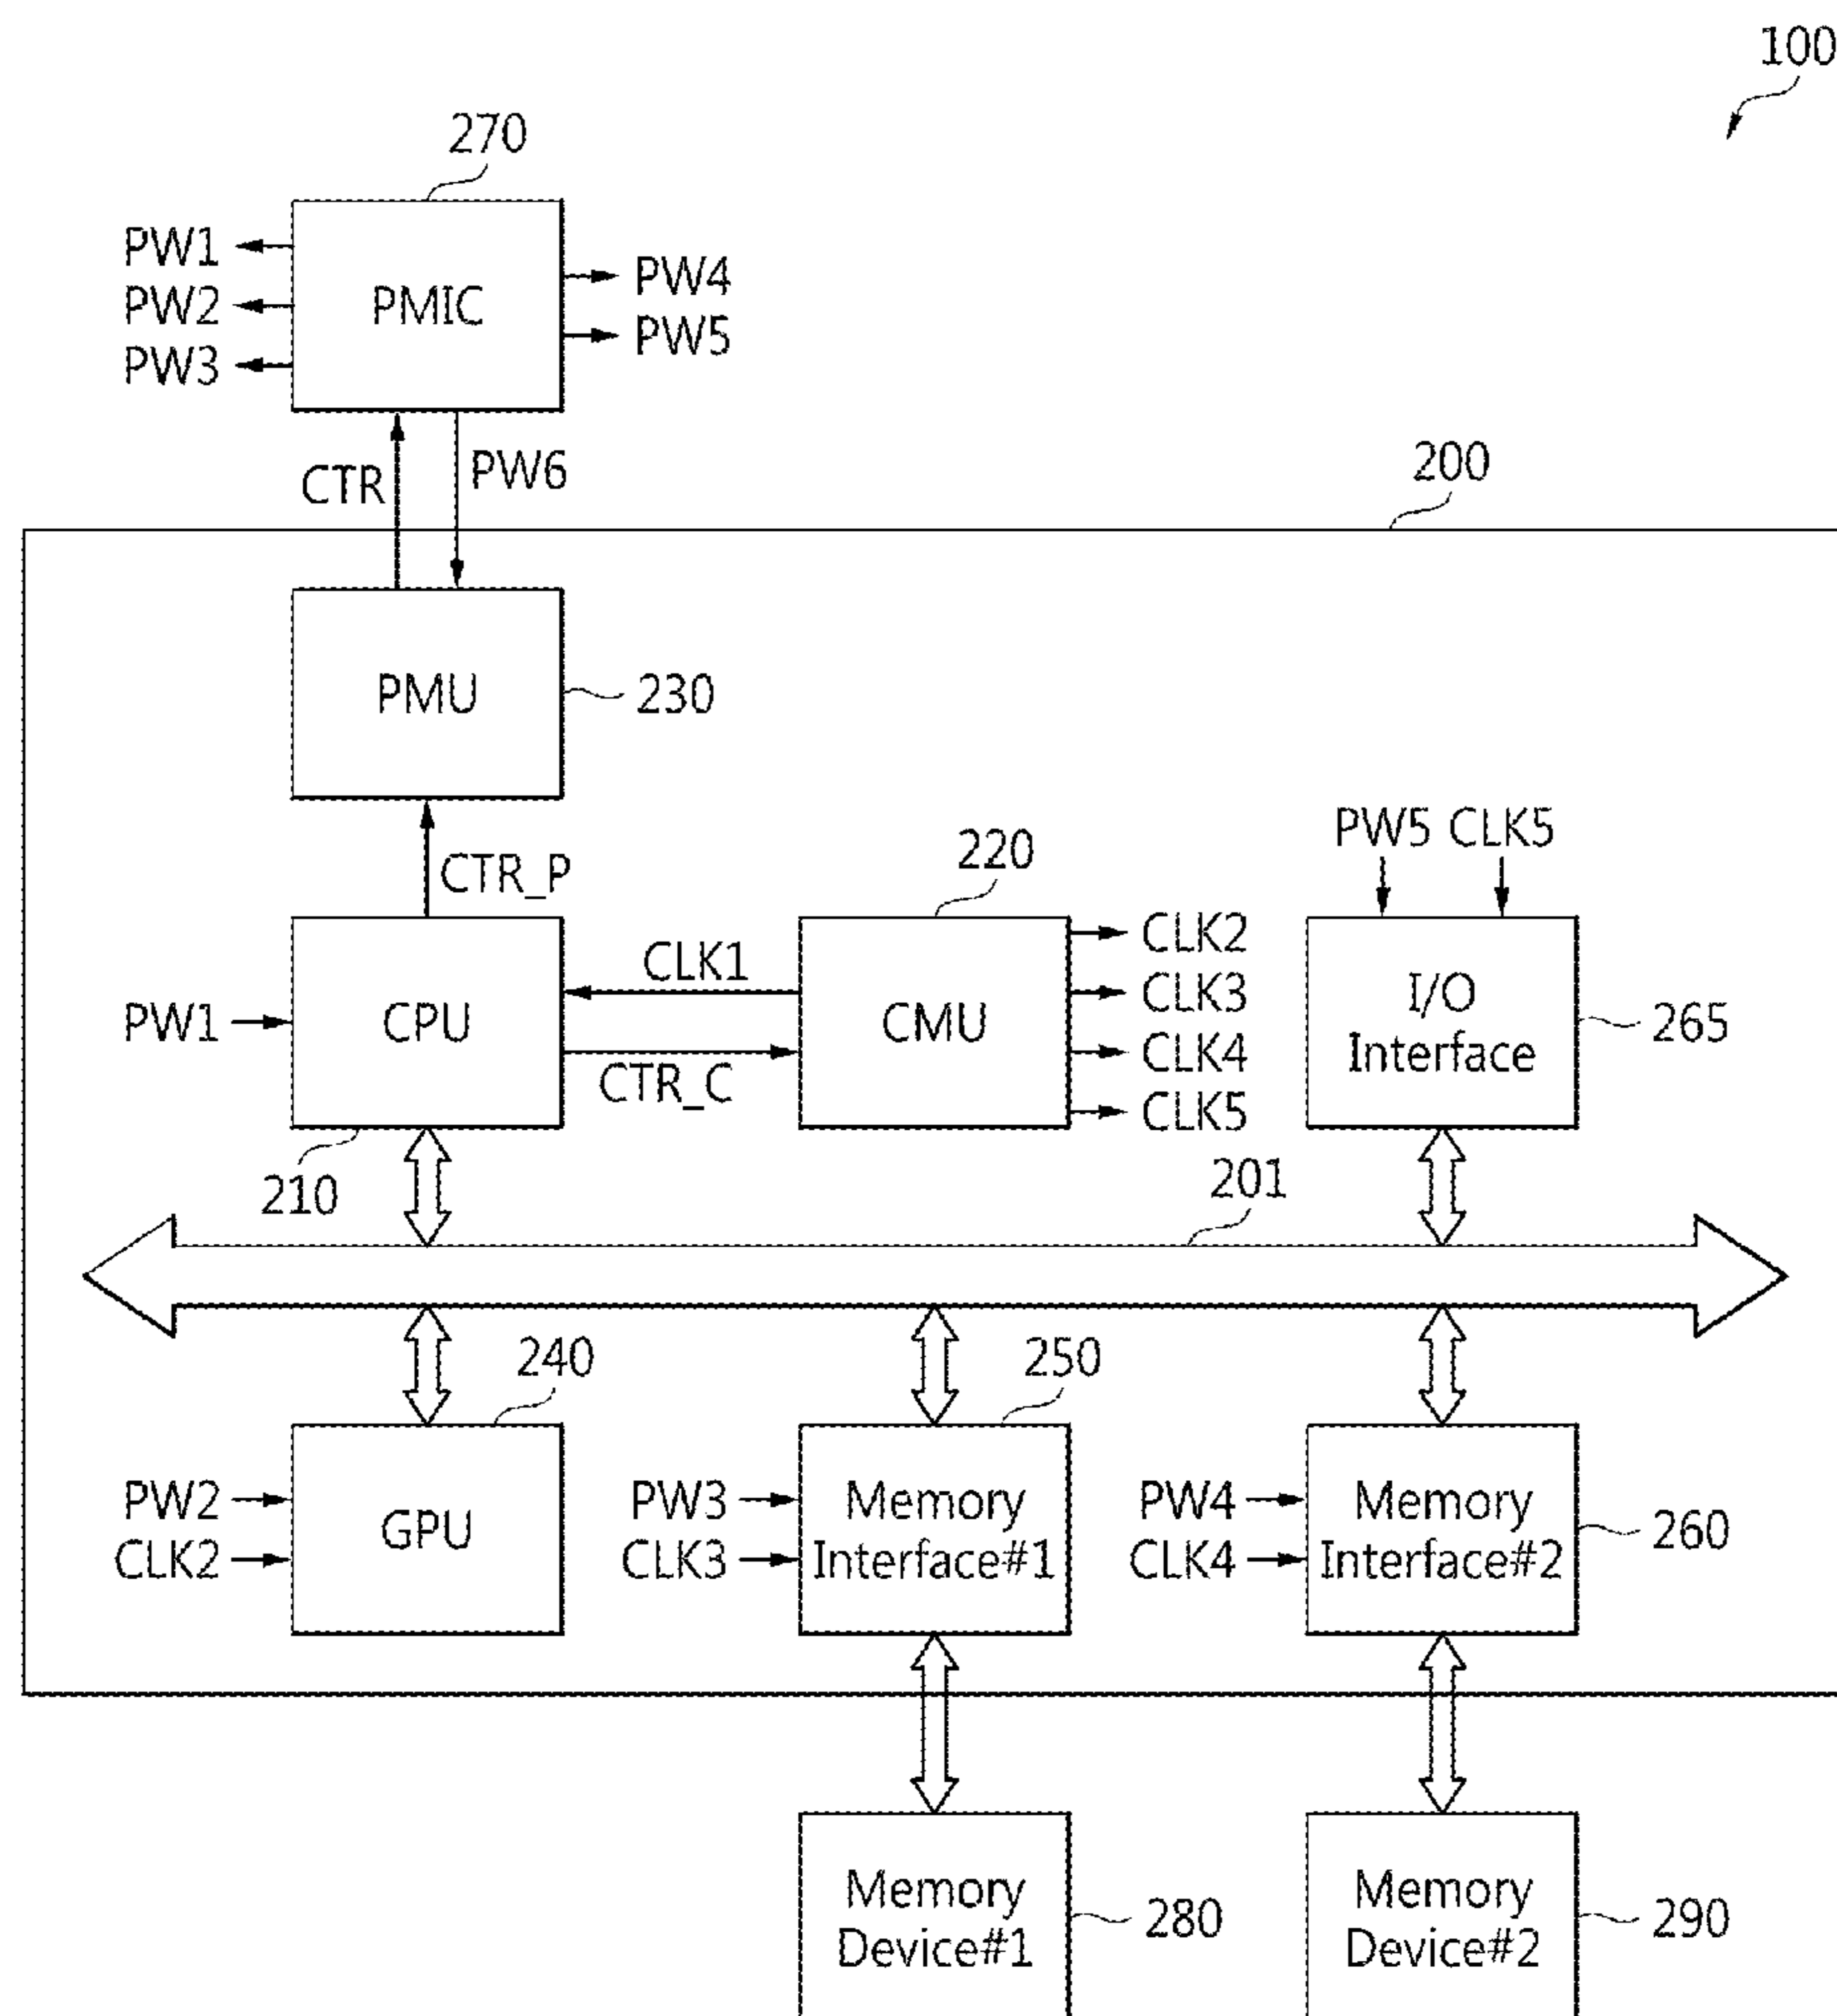 100
270
PW1
PW2
PW3
PMIC
PW4
PW5
CTR
PW6
200
PMU
230
CTR_P
220
PW5 CLK5
PW1
CPU
CLK1
CTR_C
CMU
CLK2
CLK3
CLK4
CLK5
I/O
Interface
265
210
201
240
250
PW2
CLK2
GPU
PW3
CLK3
Memory
Interface#1
PW4
CLK4
Memory
Interface#2
260
Memory
Device#1
280
Memory
Device#2
290